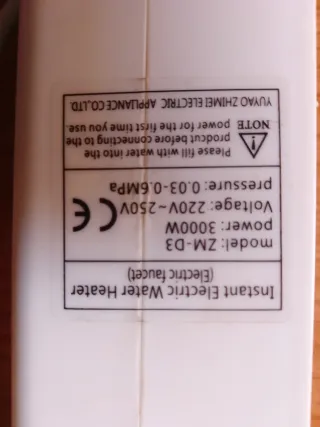 Instant Electric Water Heater
(Electric faucet)
model: ZM-D3
power: 3000W
Voltage: 220V~250V
pressure: 0.03-0.6MPa
CE
Please fill with water into the
prodcut before connecting to the
NOTE power for the first time you use.
YUYAO ZHIMEI ELECTRIC APPLIANCE CO.,LTD.